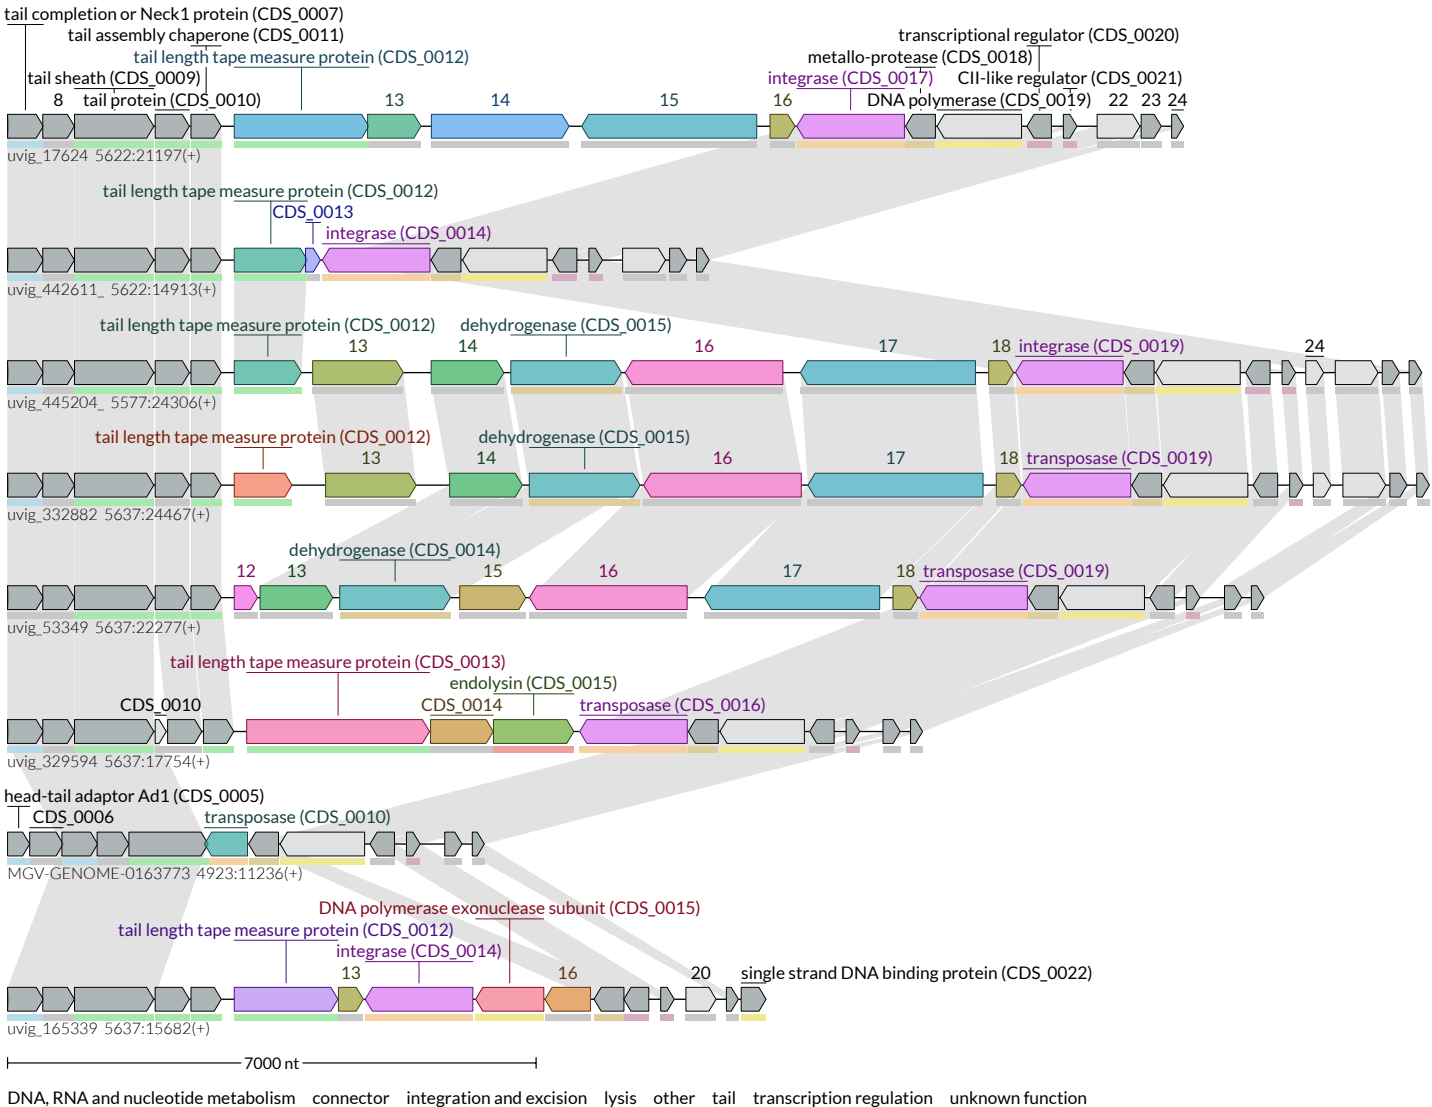 tail completion or Neck1 protein (CDS_0007)
tail assembly chaperone (CDS_0011)
transcriptional regulator (CDS_0020)
tail length tape measure protein (CDS_0012)
metallo-protease (CDS_0018)
tail sheath (CDS_0009)
integrase (CDS_0017)
CII-like regulator (CDS_0021)
8
tail protein (CDS_0010)
13
14
15
16
DNA polymerase (CDS_0019)
22
23
24
uvig_17624 5622:21197(+)
tail length tape measure protein (CDS_0012)
CDS_0013
integrase (CDS_0014)
uvig_442611_ 5622:14913(+)
tail length tape measure protein (CDS_0012)
dehydrogenase (CDS_0015)
13
14
16
17
18
integrase (CDS_0019)
24
uvig_445204_ 5577:24306(+)
tail length tape measure protein (CDS_0012)
dehydrogenase (CDS_0015)
13
14
16
17
18
transposase (CDS_0019)
uvig_332882 5637:24467(+)
dehydrogenase (CDS_0014)
12
13
15
16
17
18
transposase (CDS_0019)
uvig_53349 5637:22277(+)
tail length tape measure protein (CDS_0013)
endolysin (CDS_0015)
CDS_0010
CDS_0014
transposase (CDS_0016)
uvig_329594 5637:17754(+)
head-tail adaptor Ad1 (CDS_0005)
CDS_0006
transposase (CDS_0010)
MGV-GENOME-0163773 4923:11236(+)
DNA polymerase exonuclease subunit (CDS_0015)
tail length tape measure protein (CDS_0012)
integrase (CDS_0014)
13
16
20
single strand DNA binding protein (CDS_0022)
uvig_165339 5637:15682(+)
7000 nt
DNA, RNA and nucleotide metabolism connector integration and excision lysis other tail transcription regulation unknown function